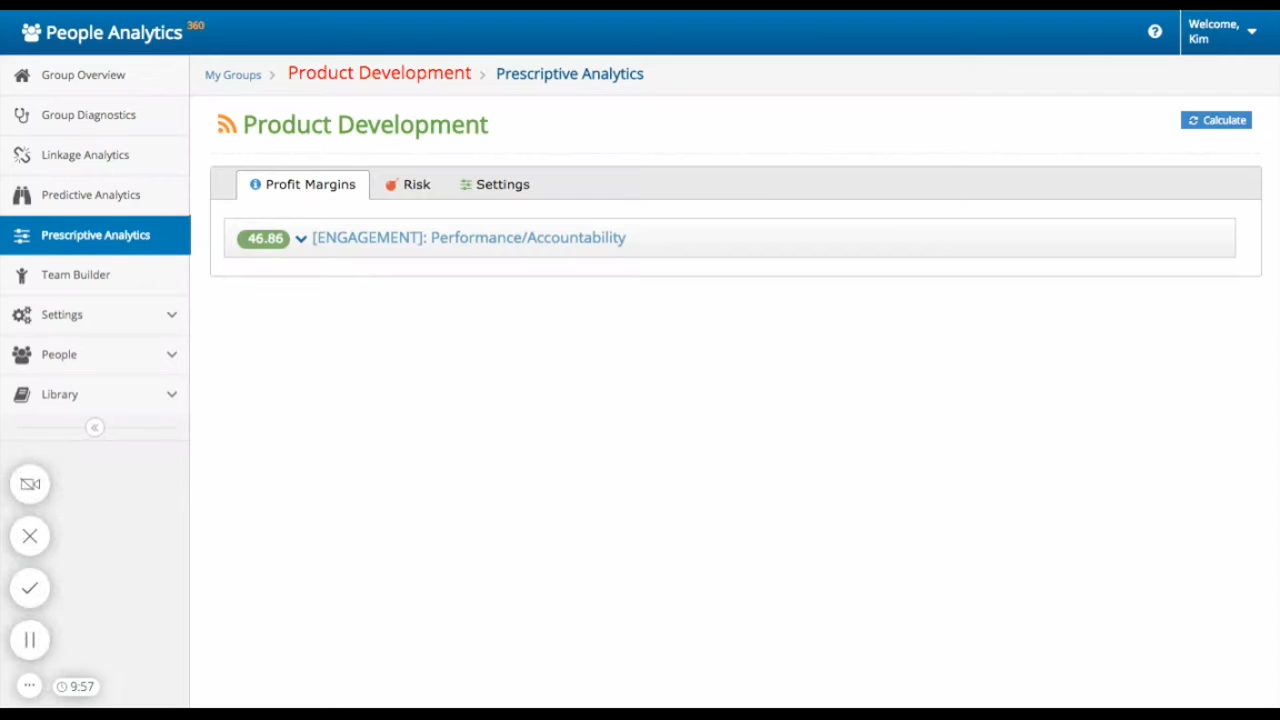 People Analytics 360
Welcome,
Kim
Group Overview
Group Diagnostics
Linkage Analytics
Predictive Analytics
Prescriptive Analytics
Team Builder
Settings
People
Library
9:57
My Groups > Product Development > Prescriptive Analytics
Product Development
Calculate
Profit Margins
Risk
Settings
46.86 [ENGAGEMENT]: Performance/Accountability